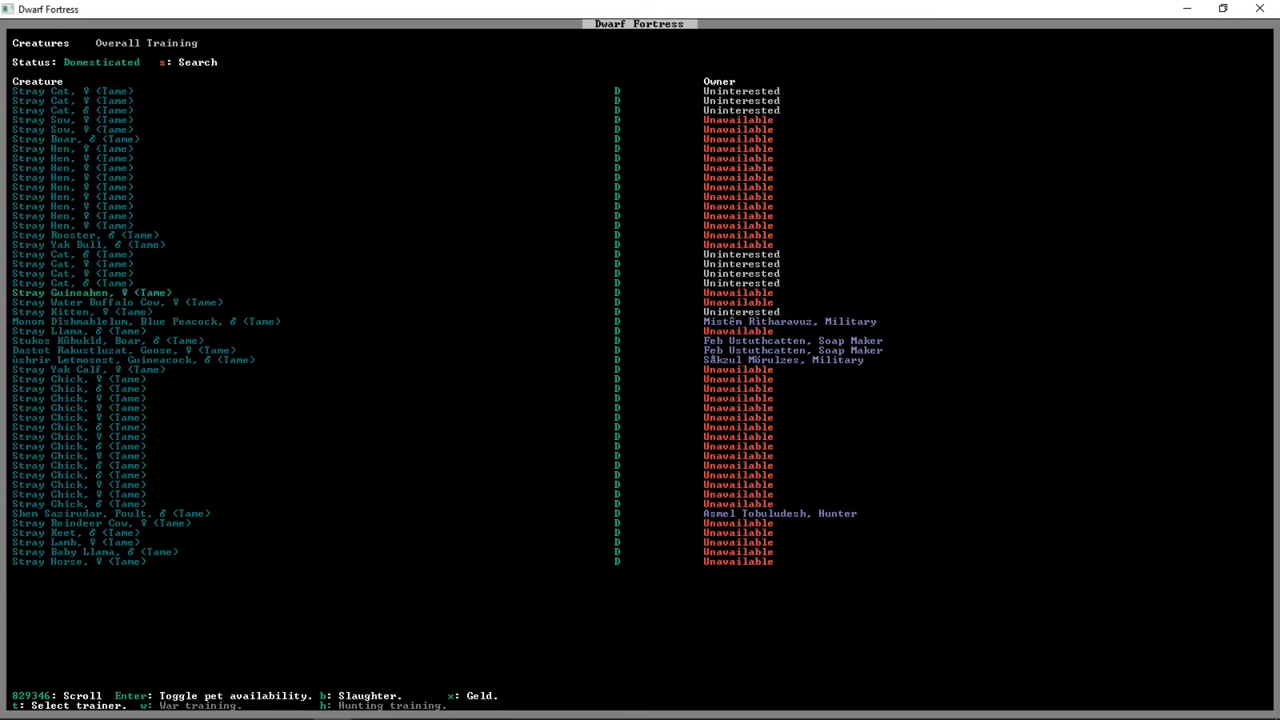 Dwarf Fortress
Dwarf Fortress
Creatures Overall Training
Status: Domesticated s: Search
Creature Owner
Stray Cat, ♀ (Tame) D Uninterested
Stray Cat, ♀ (Tame) D Uninterested
Stray Cat, ♂ (Tame) D Uninterested
Stray Sow, ♀ (Tame) D Unavailable
Stray Sow, ♀ (Tame) D Unavailable
Stray Boar, ♂ (Tame) D Unavailable
Stray Hen, ♀ (Tame) D Unavailable
Stray Hen, ♀ (Tame) D Unavailable
Stray Hen, ♀ (Tame) D Unavailable
Stray Hen, ♀ (Tame) D Unavailable
Stray Hen, ♀ (Tame) D Unavailable
Stray Hen, ♀ (Tame) D Unavailable
Stray Hen, ♀ (Tame) D Unavailable
Stray Hen, ♀ (Tame) D Unavailable
Stray Hen, ♀ (Tame) D Unavailable
Stray Rooster, ♂ (Tame) D Unavailable
Stray Yak Bull, ♂ (Tame) D Unavailable
Stray Cat, ♂ (Tame) D Uninterested
Stray Cat, ♂ (Tame) D Uninterested
Stray Cat, ♂ (Tame) D Uninterested
Stray Cat, ♂ (Tame) D Uninterested
Stray Guineahen, ♀ (Tame) D Unavailable
Stray Water Buffalo Cow, ♀ (Tame) D Unavailable
Stray Kitten, ♀ (Tame) D Uninterested
Monom Dîshmablelum, Blue Peacock, ♂ (Tame) D Mistêm Rìtharavuz, Military
Stray Llama, ♂ (Tame) D Unavailable
Stukos Kûbukîd, Boar, ♂ (Tame) D Feb Ustuthcatten, Soap Maker
Dastot Rakustluzat, Goose, ♀ (Tame) D Feb Ustuthcatten, Soap Maker
ùshrir Letmosost, Guineacock, ♂ (Tame) D Såkzul Mörulzes, Military
Stray Yak Calf, ♀ (Tame) D Unavailable
Stray Chick, ♀ (Tame) D Unavailable
Stray Chick, ♂ (Tame) D Unavailable
Stray Chick, ♀ (Tame) D Unavailable
Stray Chick, ♀ (Tame) D Unavailable
Stray Chick, ♀ (Tame) D Unavailable
Stray Chick, ♂ (Tame) D Unavailable
Stray Chick, ♀ (Tame) D Unavailable
Stray Chick, ♂ (Tame) D Unavailable
Stray Chick, ♂ (Tame) D Unavailable
Stray Chick, ♂ (Tame) D Unavailable
Stray Chick, ♂ (Tame) D Unavailable
Stray Chick, ♀ (Tame) D Unavailable
Stray Chick, ♀ (Tame) D Unavailable
Stray Chick, ♂ (Tame) D Unavailable
Shem Sazirudar, Poult, ♂ (Tame) D Asmel Tobuludesh, Hunter
Stray Reindeer Cow, ♀ (Tame) D Unavailable
Stray Keet, ♂ (Tame) D Unavailable
Stray Lamb, ♀ (Tame) D Unavailable
Stray Baby Llama, ♂ (Tame) D Unavailable
Stray Horse, ♀ (Tame) D Unavailable
829346: Scroll Enter: Toggle pet availability. b: Slaughter. x: Geld.
t: Select trainer. w: War training. h: Hunting training.